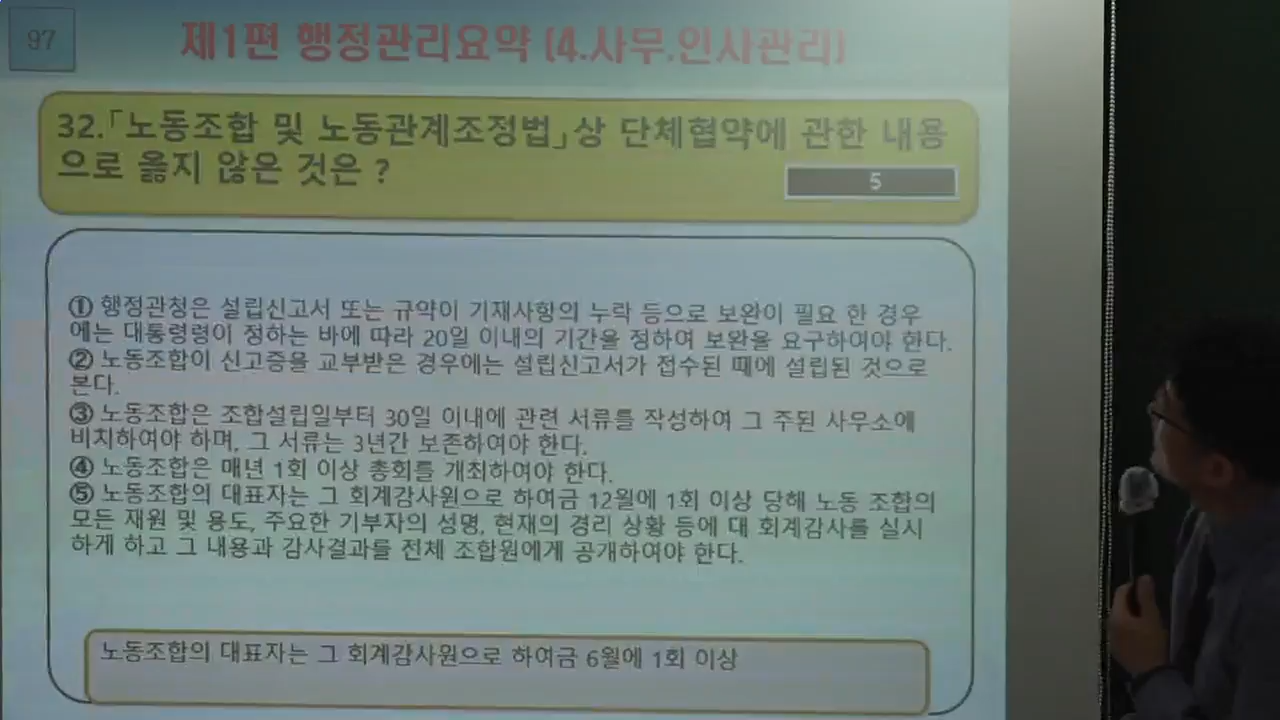 97
제1편 행정관리요약 (4.사무.인사관리)
32.「노동조합 및 노동관계조정법」상 단체협약에 관한 내용
으로 옳지 않은 것은 ?
5
① 행정관청은 설립신고서 또는 규약이 기재사항의 누락 등으로 보완이 필요 한 경우
에는 대통령령이 정하는 바에 따라 20일 이내의 기간을 정하여 보완을 요구하여야 한다.
② 노동조합이 신고증을 교부받은 경우에는 설립신고서가 접수된 때에 설립된 것으로
본다.
③ 노동조합은 조합설립일부터 30일 이내에 관련 서류를 작성하여 그 주된 사무소에
비치하여야 하며, 그 서류는 3년간 보존하여야 한다.
④ 노동조합은 매년 1회 이상 총회를 개최하여야 한다.
⑤ 노동조합의 대표자는 그 회계감사원으로 하여금 12월에 1회 이상 당해 노동 조합의
모든 재원 및 용도, 주요한 기부자의 성명, 현재의 경리 상황 등에 대 회계감사를 실시
하게 하고 그 내용과 감사결과를 전체 조합원에게 공개하여야 한다.
노동조합의 대표자는 그 회계감사원으로 하여금 6월에 1회 이상